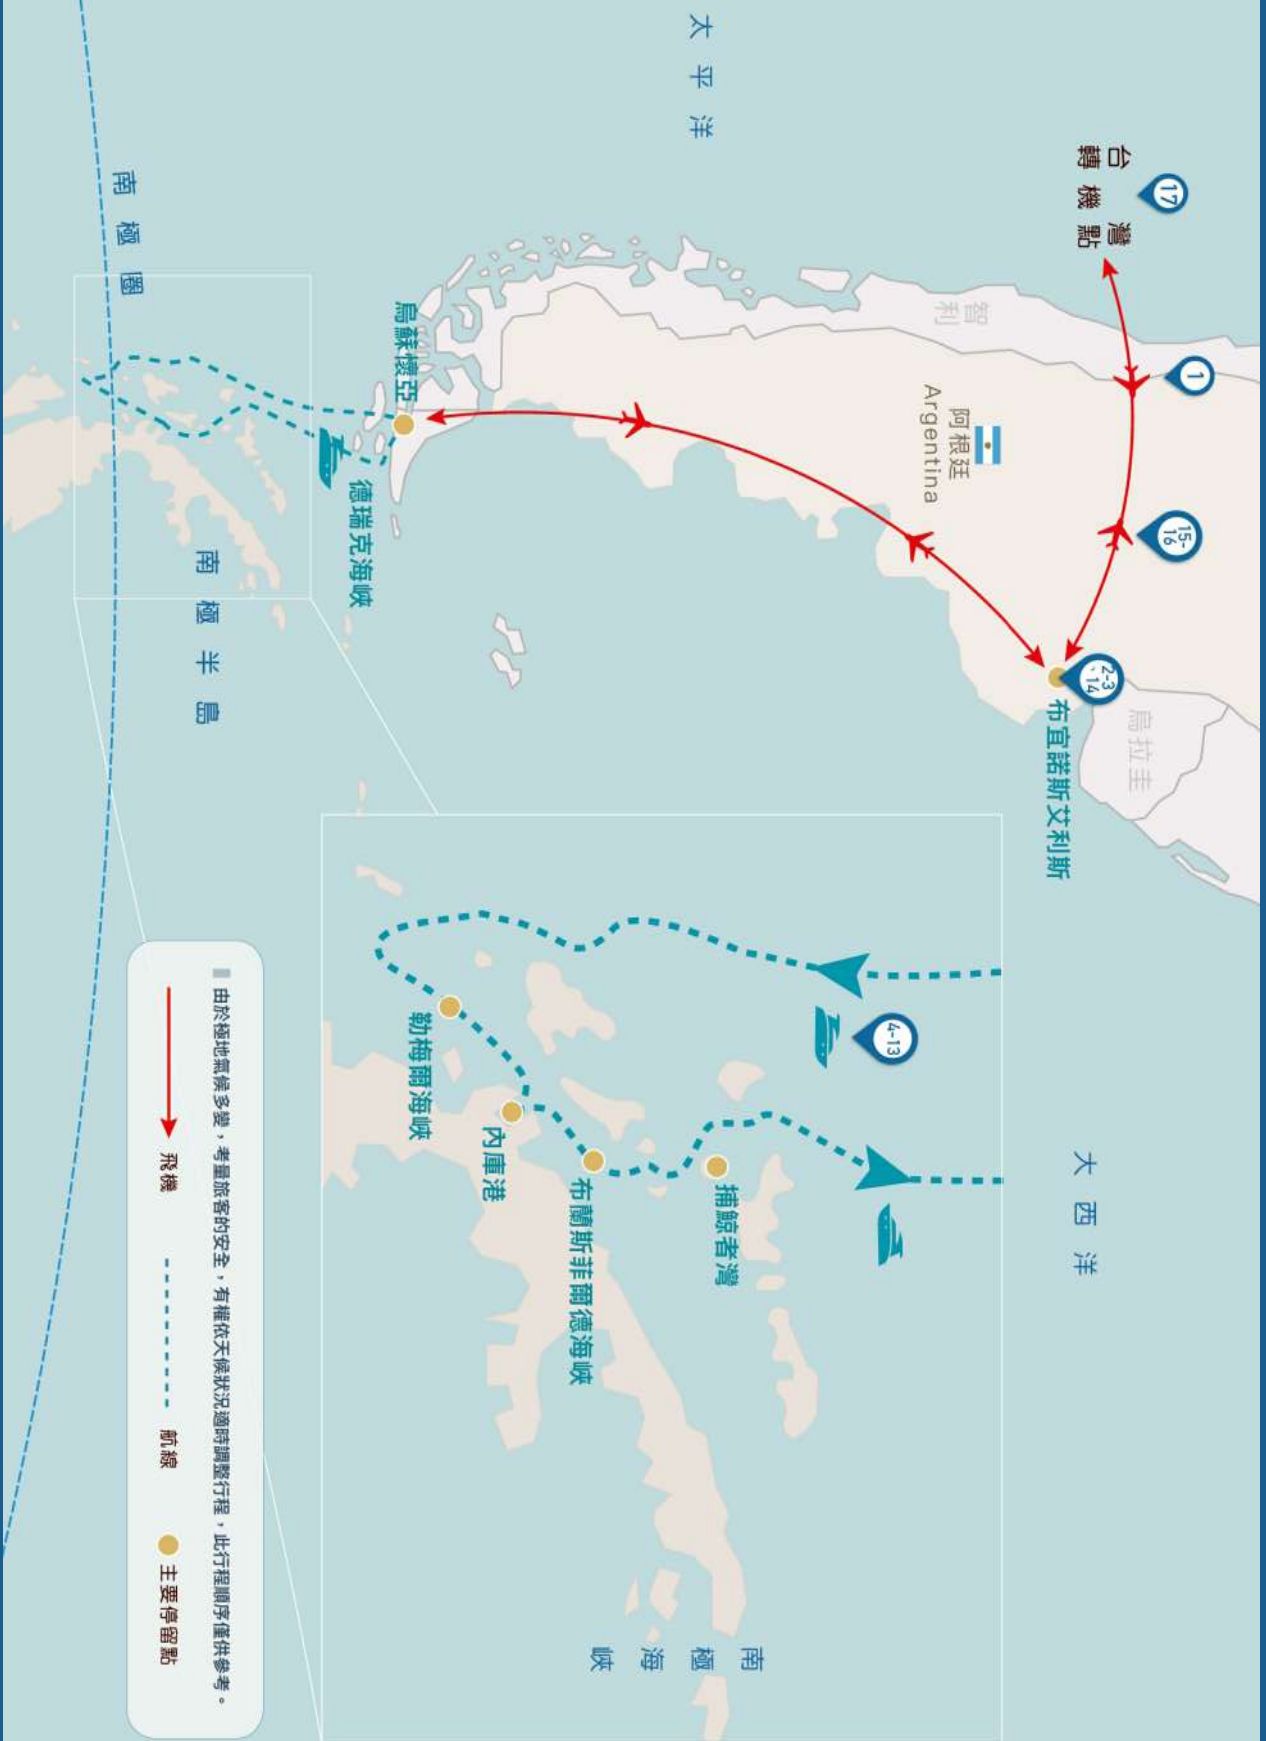 17
1
15-16
台灣
轉機點
2-3、14
烏拉圭
布宜諾斯艾利斯
大西洋
智利
阿根廷
Argentina
太平洋
4-13
捕鯨者灣
布蘭斯菲爾德海峽
內庫港
勒梅爾海峽
南極海峽
烏蘇懷亞
德瑞克海峽
南極半島
南極圈
由於極地氣候多變，考量旅客的安全，有權依天候狀況適時調整行程，此行程順序僅供參考。
飛機
航線
主要停留點